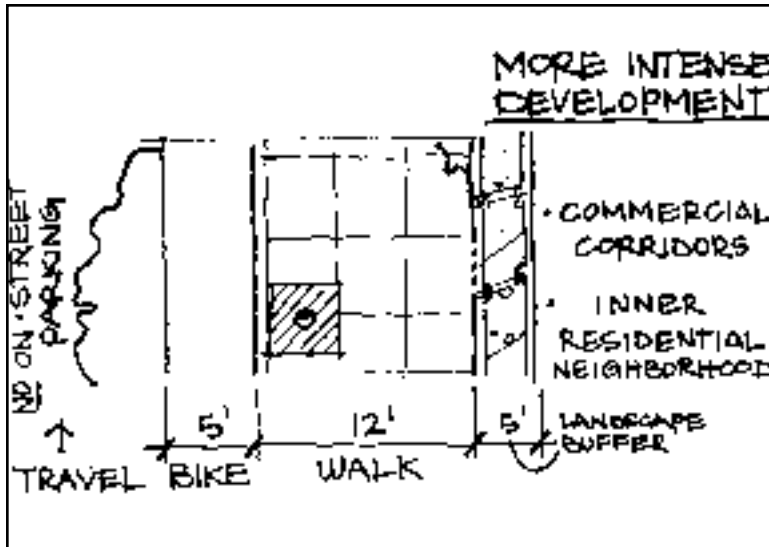 MORE INTENSE
DEVELOPMENT
NO ON-STREET
PARKING
• COMMERCIAL
CORRIDORS
• INNER
RESIDENTIAL
NEIGHBORHOOD
5'
12'
5'
LANDSCAPE
BUFFER
TRAVEL
BIKE
WALK